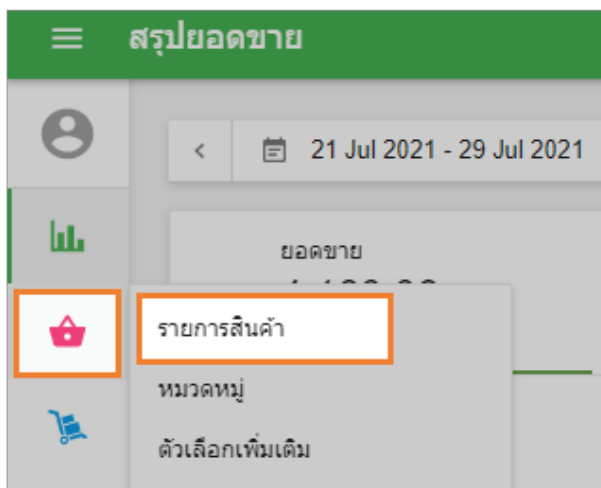 สรุปยอดขาย
21 Jul 2021 - 29 Jul 2021
ยอดขาย
รายการสินค้า
หมวดหมู่
ตัวเลือกเพิ่มเติม